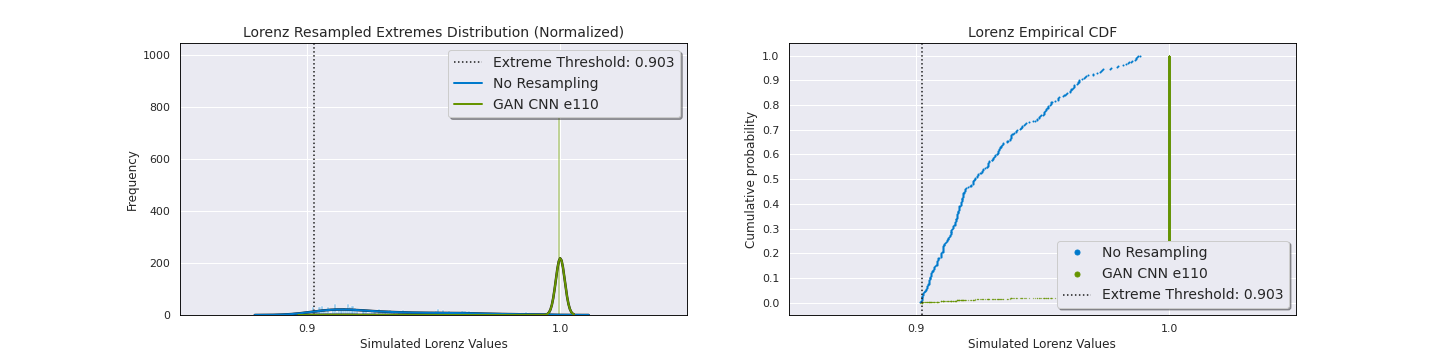 Lorenz Resampled Extremes Distribution (Normalized)
1000
800
600
400
200
0
Frequency
0.9
1.0
Simulated Lorenz Values
Extreme Threshold: 0.903
No Resampling
GAN CNN e110
Lorenz Empirical CDF
1.0
0.9
0.8
0.7
0.6
0.5
0.4
0.3
0.2
0.1
0.0
Cumulative probability
0.9
1.0
Simulated Lorenz Values
No Resampling
GAN CNN e110
Extreme Threshold: 0.903